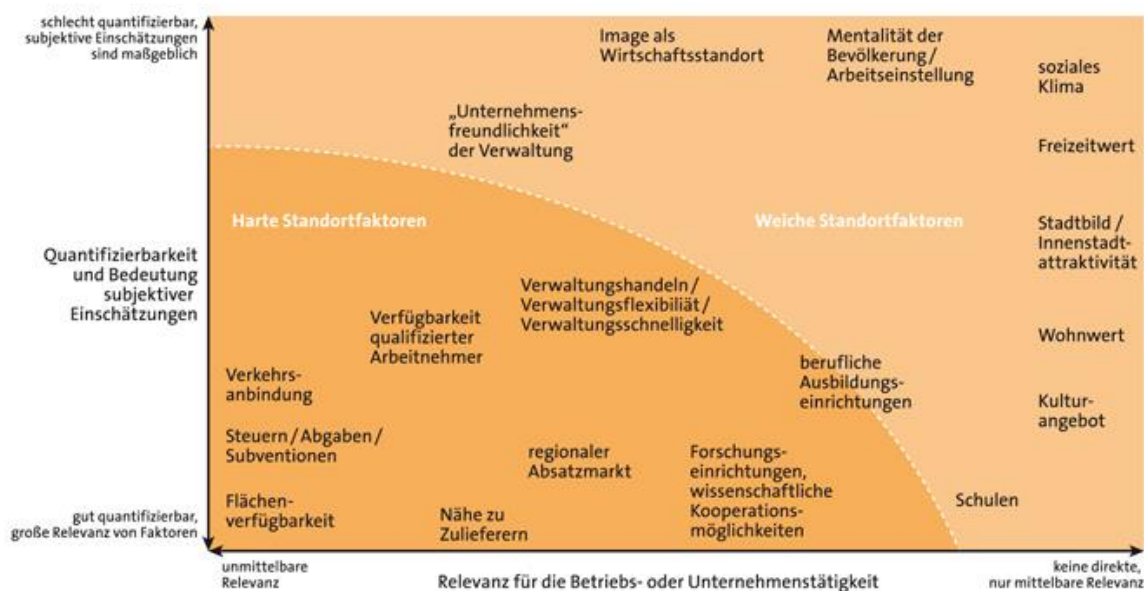 schlecht quantifizierbar,
subjektive Einschätzungen
sind maßgeblich
Image als
Wirtschaftsstandort
Mentalität der
Bevölkerung /
Arbeitseinstellung
soziales
Klima
„Unternehmens-
freundlichkeit“
der Verwaltung
Freizeitwert
Harte Standortfaktoren
Weiche Standortfaktoren
Stadtbild /
Innenstadt-
attraktivität
Quantifizierbarkeit
und Bedeutung
subjektiver
Einschätzungen
Verwaltungshandeln /
Verwaltungsflexibiliät /
Verwaltungsschnelligkeit
Verfügbarkeit
qualifizierter
Arbeitnehmer
Wohnwert
berufliche
Ausbildungs-
einrichtungen
Verkehrs-
anbindung
Kultur-
angebot
Steuern / Abgaben /
Subventionen
regionaler
Absatzmarkt
Forschungs-
einrichtungen,
wissenschaftliche
Kooperations-
möglichkeiten
Flächen-
verfügbarkeit
Nähe zu
Zulieferern
Schulen
gut quantifizierbar,
große Relevanz von Faktoren
unmittelbare
Relevanz
Relevanz für die Betriebs- oder Unternehmenstätigkeit
keine direkte,
nur mittelbare Relevanz